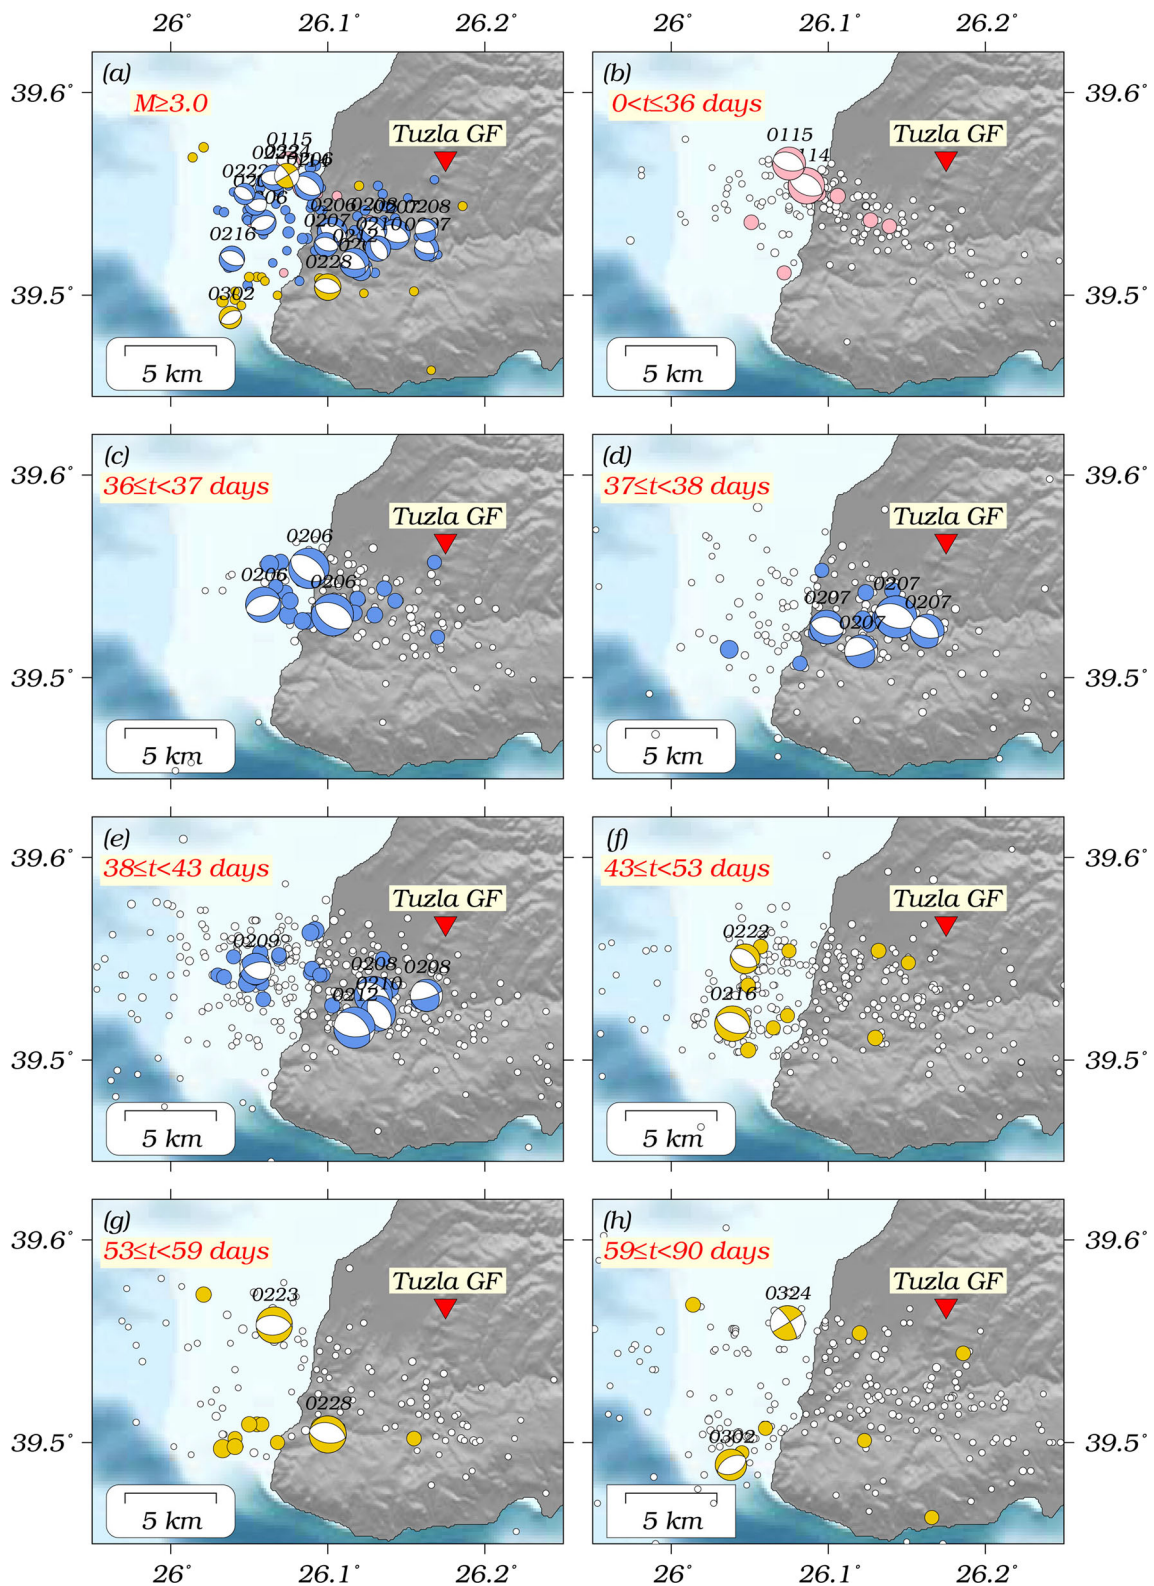 26˚ 26.1˚ 26.2˚ 26˚ 26.1˚ 26.2˚
(a)
M≥3.0
0115
0206
0222
0216
0206
0208
0207
0208
0207
0210
0212
0228
0302
Tuzla GF
5 km
39.6˚
39.5˚
(b)
0<t≤36 days
0115
Tuzla GF
5 km
39.6˚
39.5˚
(c)
36≤t<37 days
0206
0206
0206
Tuzla GF
5 km
39.6˚
39.5˚
(d)
37≤t<38 days
0207
0207
0207
0207
Tuzla GF
5 km
39.6˚
39.5˚
(e)
38≤t<43 days
0209
0208
0208
0210
0212
Tuzla GF
5 km
39.6˚
39.5˚
(f)
43≤t<53 days
0222
0216
Tuzla GF
5 km
39.6˚
39.5˚
(g)
53≤t<59 days
0223
0228
Tuzla GF
5 km
39.6˚
39.5˚
(h)
59≤t<90 days
0324
0302
Tuzla GF
5 km
39.6˚
39.5˚
26˚ 26.1˚ 26.2˚ 26˚ 26.1˚ 26.2˚